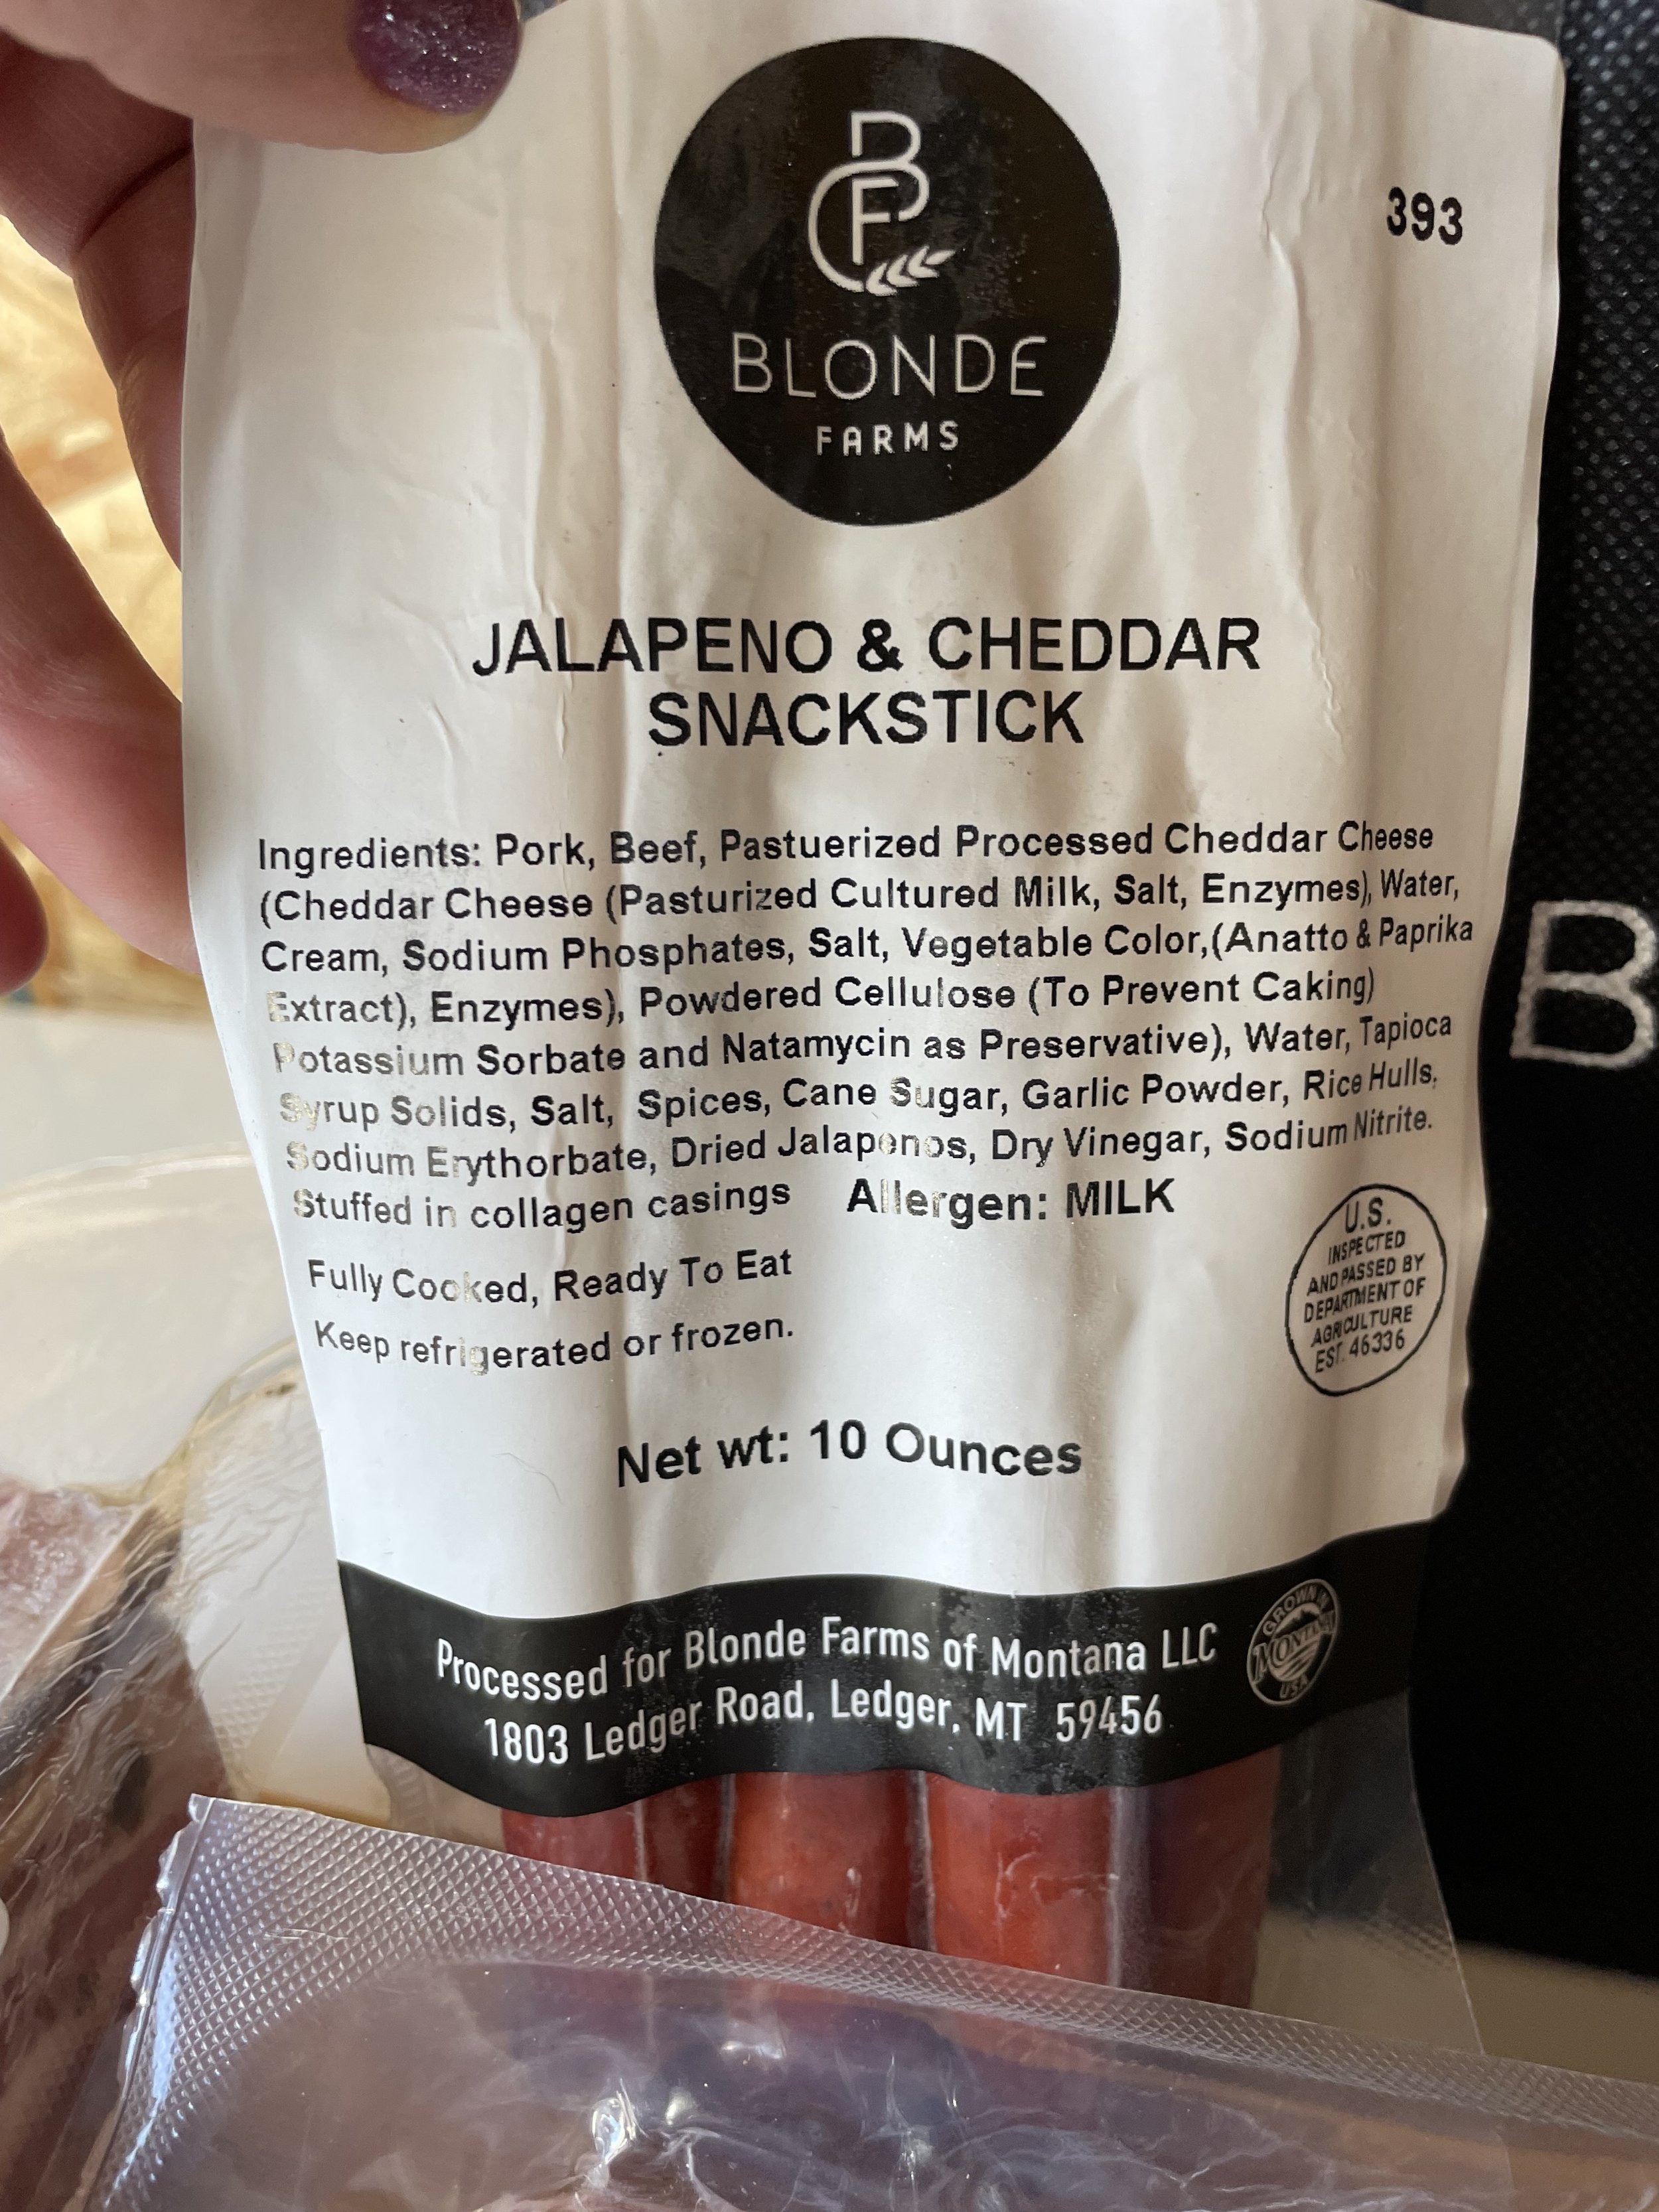 BF
BLONDE
FARMS
393
JALAPENO & CHEDDAR
SNACKSTICK
Ingredients: Pork, Beef, Pastuerized Processed Cheddar Cheese
(Cheddar Cheese (Pasturized Cultured Milk, Salt, Enzymes), Water,
Cream, Sodium Phosphates, Salt, Vegetable Color,(Anatto & Paprika
Extract), Enzymes), Powdered Cellulose (To Prevent Caking)
Potassium Sorbate and Natamycin as Preservative), Water, Tapioca
Syrup Solids, Salt, Spices, Cane Sugar, Garlic Powder, Rice Hulls,
Sodium Erythorbate, Dried Jalapenos, Dry Vinegar, Sodium Nitrite.
Stuffed in collagen casings Allergen: MILK
Fully Cooked, Ready To Eat
Keep refrigerated or frozen.
U.S.
INSPECTED
AND PASSED BY
DEPARTMENT OF
AGRICULTURE
EST. 46336
Net wt: 10 Ounces
Processed for Blonde Farms of Montana LLC
1803 Ledger Road, Ledger, MT 59456
GROWN IN
MONTANA
USA
B